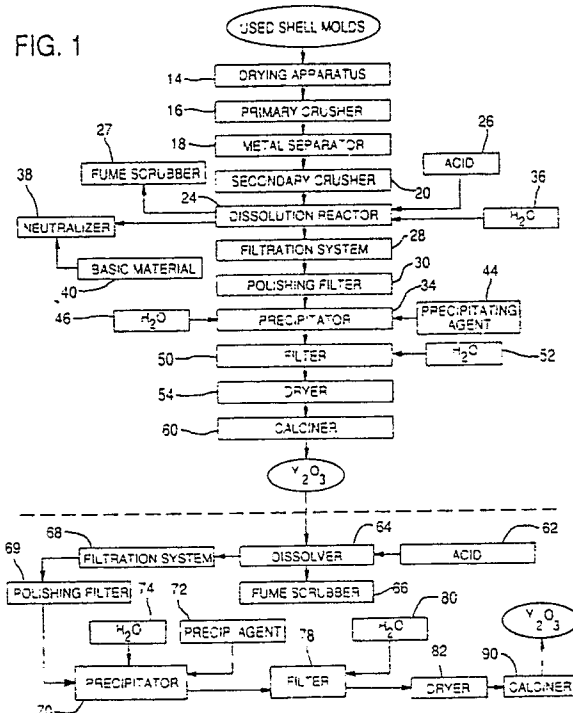 FIG. 1
USED SHELL MOLDS
14
DRYING APPARATUS
16
PRIMARY CRUSHER
27
18
METAL SEPARATOR
26
FUME SCRUBBER
ACID
38
24
SECONDARY CRUSHER
20
36
NEUTRALIZER
DISSOLUTION REACTOR
H2O
FILTRATION SYSTEM
28
BASIC MATERIAL
40
POLISHING FILTER
30
34
44
46
H2O
PRECIPITATOR
PRECIPITATING
AGENT
50
FILTER
H2O
52
54
DRYER
60
CALCINER
Y2O3
68
64
62
69
FILTRATION SYSTEM
DISSOLVER
ACID
POLISHING FILTER
74
72
FUME SCRUBBER
66
80
Y2O3
H2O
PRECIP. AGENT
78
H2O
82
90
PRECIPITATOR
FILTER
DRYER
CALCINER
70